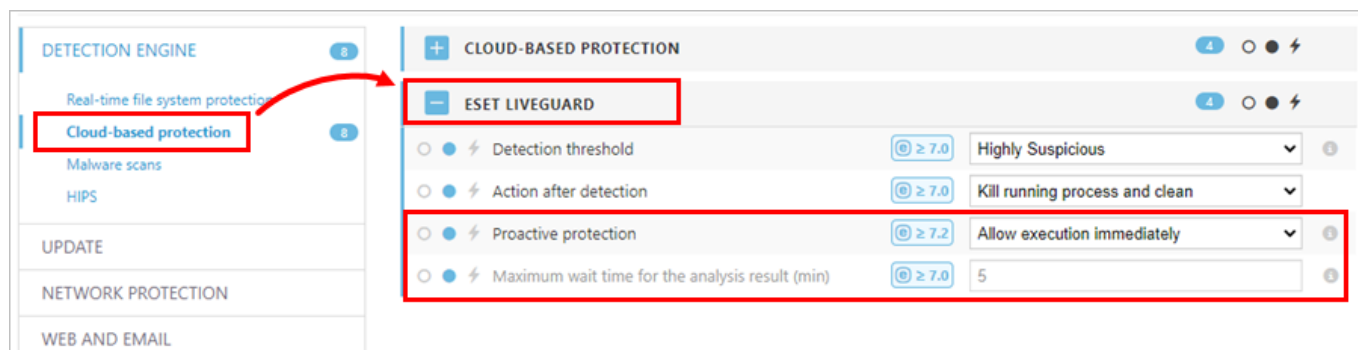 DETECTION ENGINE 8
Real-time file system protection
Cloud-based protection 8
Malware scans
HIPS
UPDATE
NETWORK PROTECTION
WEB AND EMAIL
CLOUD-BASED PROTECTION 4
ESET LIVEGUARD 4
Detection threshold ≥ 7.0 Highly Suspicious
Action after detection ≥ 7.0 Kill running process and clean
Proactive protection ≥ 7.2 Allow execution immediately
Maximum wait time for the analysis result (min) ≥ 7.0 5